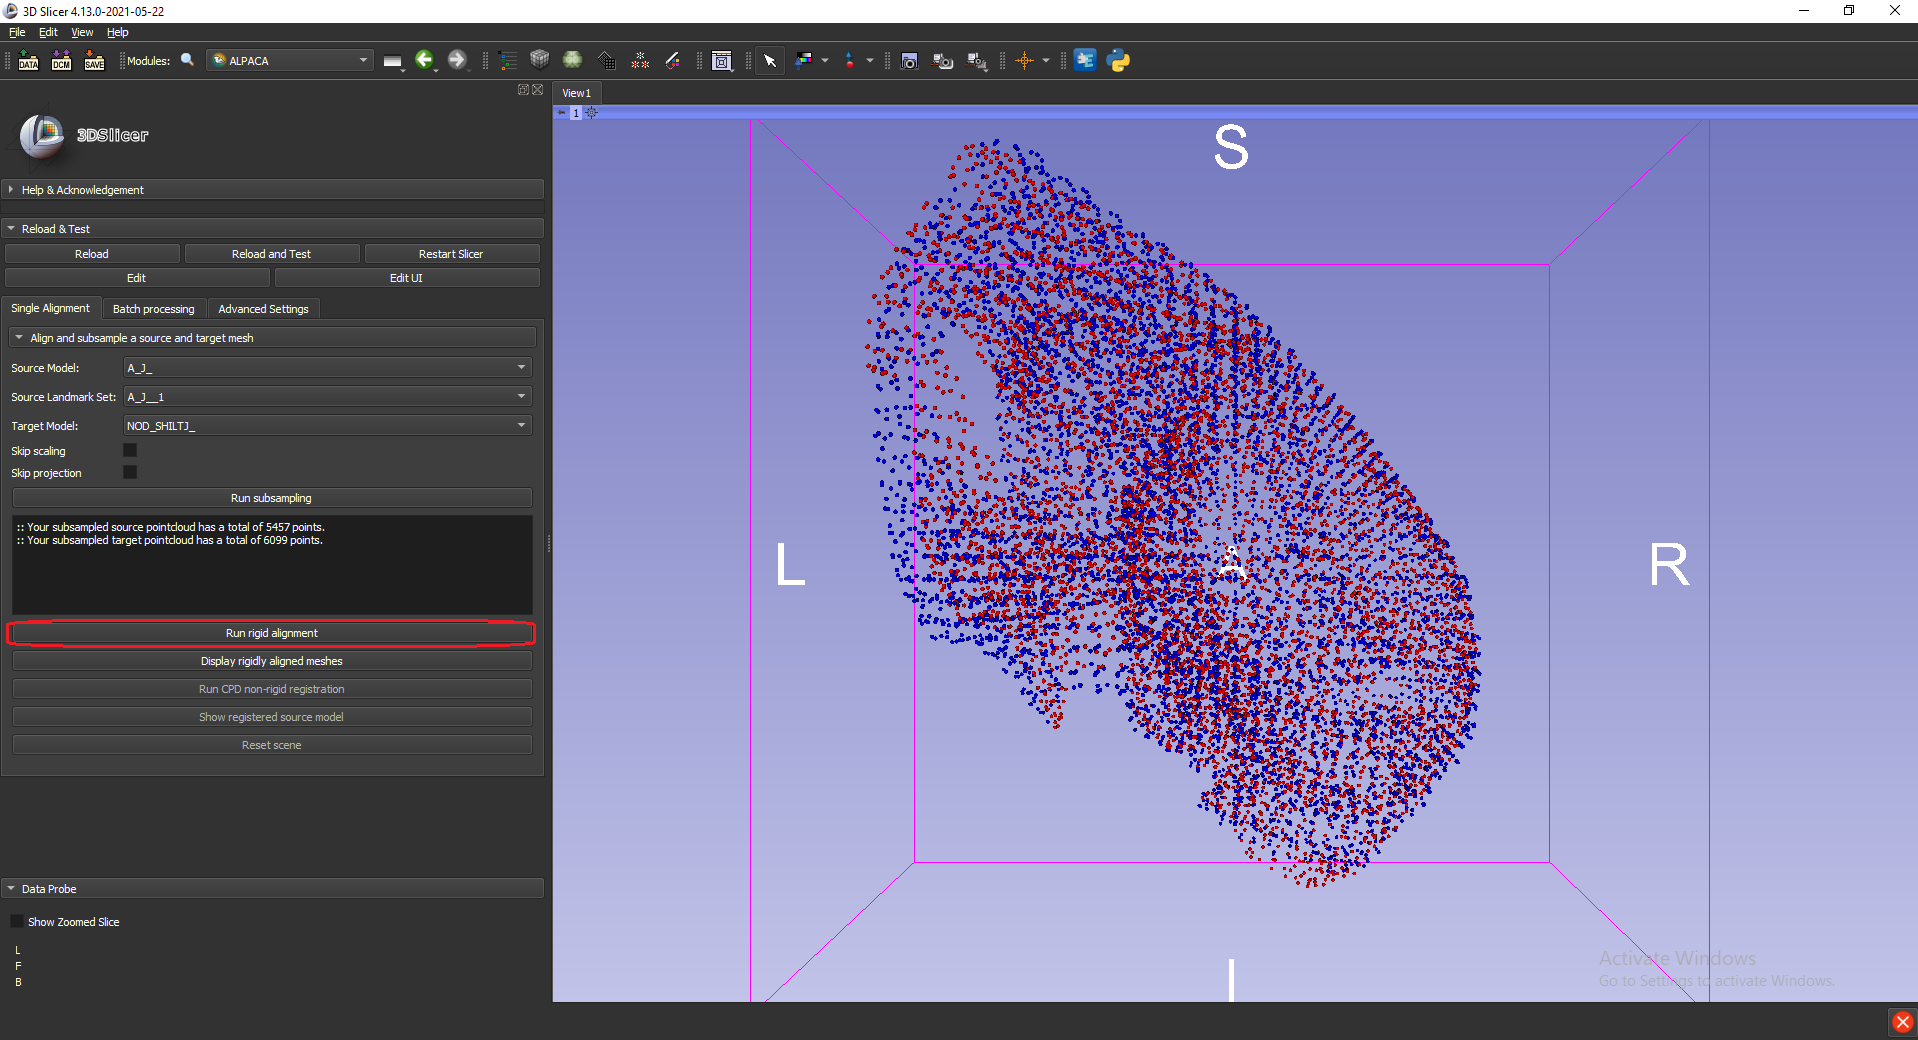 3D Slicer 4.13.0-2021-05-22
File Edit View Help
DATA DCM SAVE Modules: ALPACA
View1
1
3DSlicer
Help & Acknowledgement
Reload & Test
Reload Reload and Test Restart Slicer
Edit Edit UI
Single Alignment Batch processing Advanced Settings
Align and subsample a source and target mesh
Source Model: A_J_
Source Landmark Set: A_J__1
Target Model: NOD_SHILTJ_
Skip scaling
Skip projection
Run subsampling
:: Your subsampled source pointcloud has a total of 5457 points.
:: Your subsampled target pointcloud has a total of 6099 points.
Run rigid alignment
Display rigidly aligned meshes
Run CPD non-rigid registration
Show registered source model
Reset scene
Data Probe
Show Zoomed Slice
L
F
B
S
L
A
R
I
Activate Windows
Go to Settings to activate Windows.